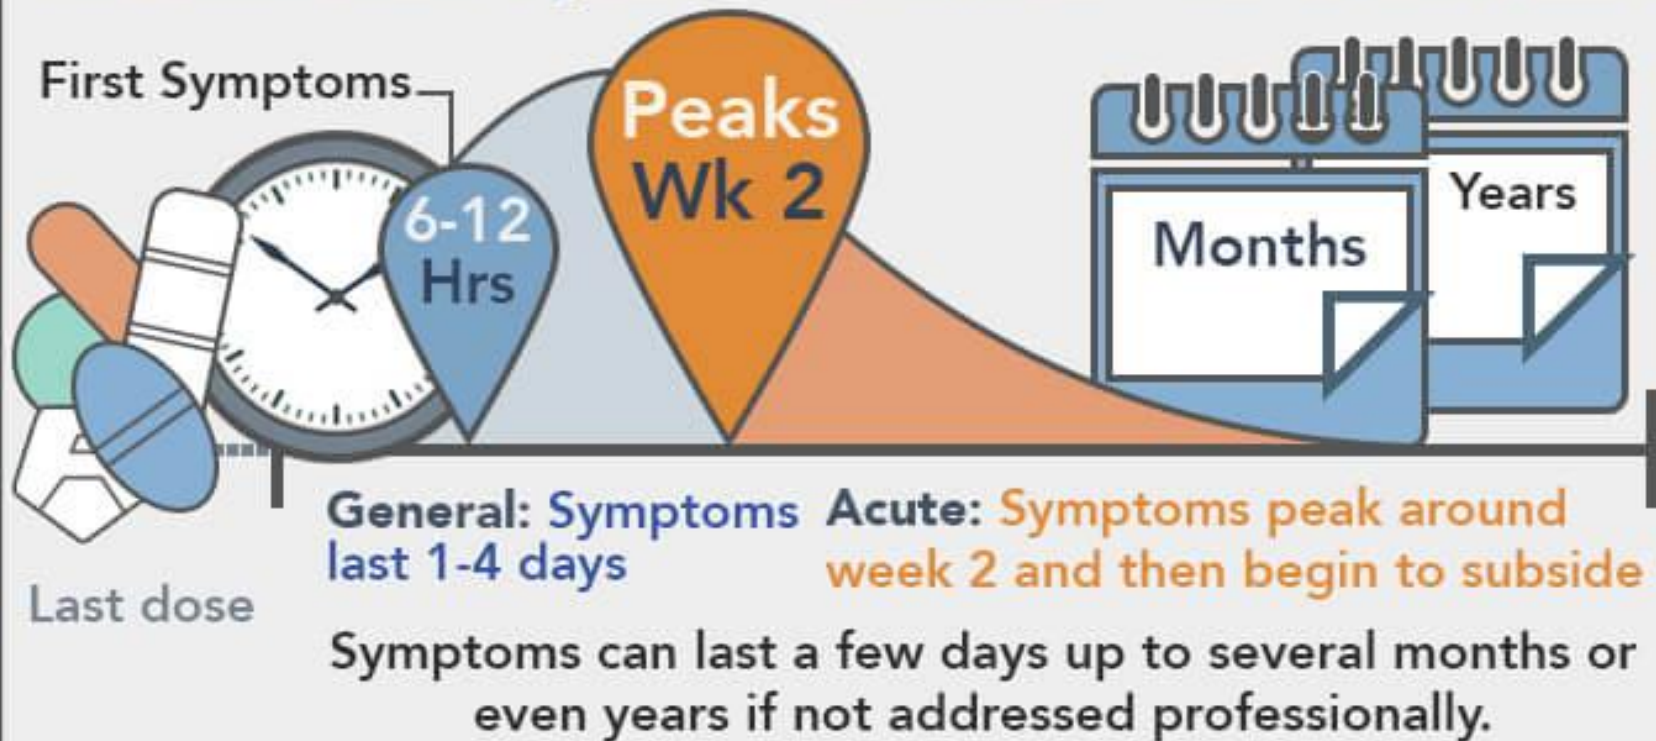 First Symptoms
6-12
Hrs
Peaks
Wk 2
Months
Years
Last dose
General: Symptoms
last 1-4 days
Acute: Symptoms peak around
week 2 and then begin to subside
Symptoms can last a few days up to several months or
even years if not addressed professionally.